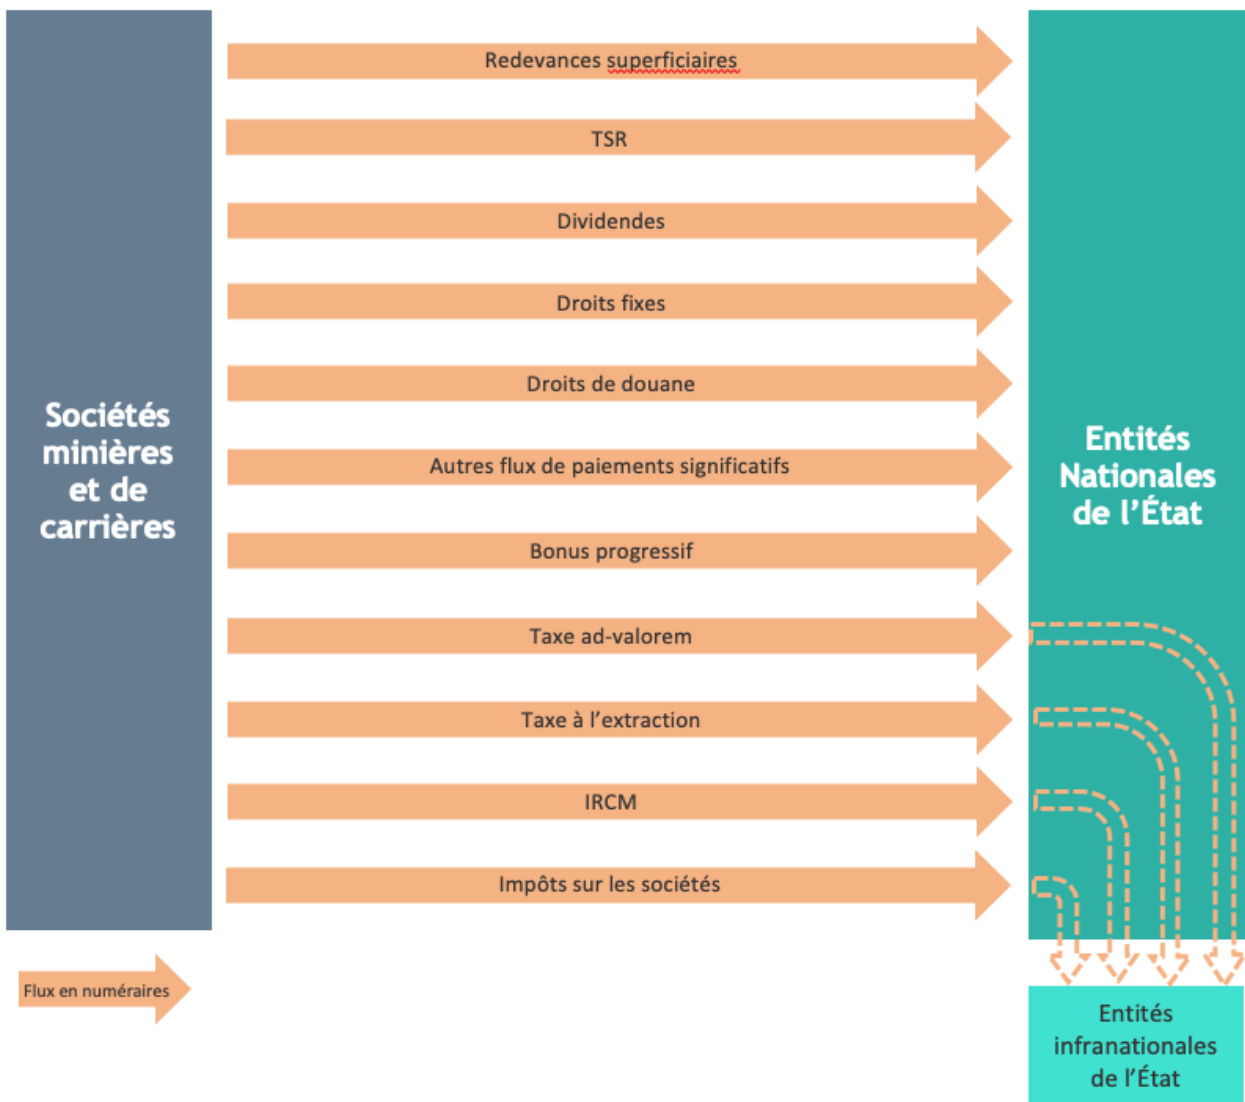 Sociétés
minières
et de
carrières
Redevances superficiaires
TSR
Dividendes
Droits fixes
Droits de douane
Autres flux de paiements significatifs
Bonus progressif
Taxe ad-valorem
Taxe à l’extraction
IRCM
Impôts sur les sociétés
Entités
Nationales
de l’État
Flux en numéraires
Entités
infranationales
de l’État